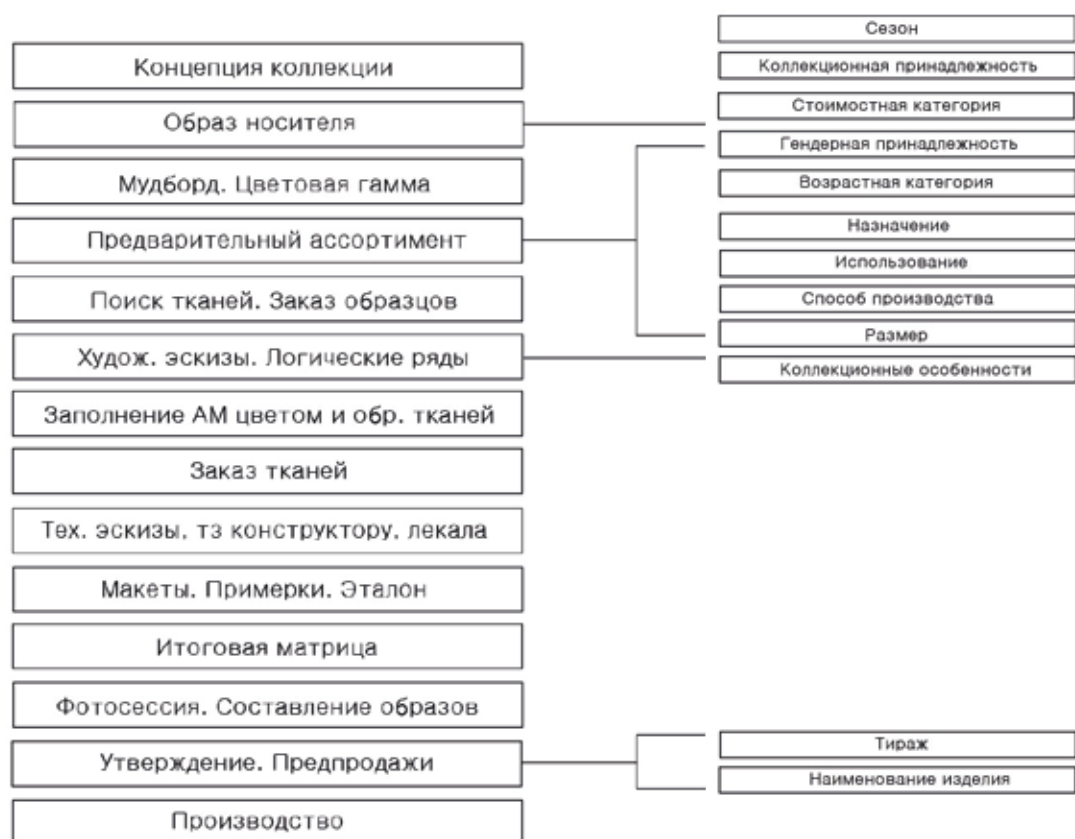 Концепция коллекции
Образ носителя
Мудборд. Цветовая гамма
Предварительный ассортимент
Поиск тканей. Заказ образцов
Худож. эскизы. Логические ряды
Заполнение АМ цветом и обр. тканей
Заказ тканей
Тех. эскизы, тз конструктору, лекала
Макеты. Примерки. Эталон
Итоговая матрица
Фотосессия. Составление образов
Утверждение. Предпродажи
Производство
Сезон
Коллекционная принадлежность
Стоимостная категория
Гендерная принадлежность
Возрастная категория
Назначение
Использование
Способ производства
Размер
Коллекционные особенности
Тираж
Наименование изделия